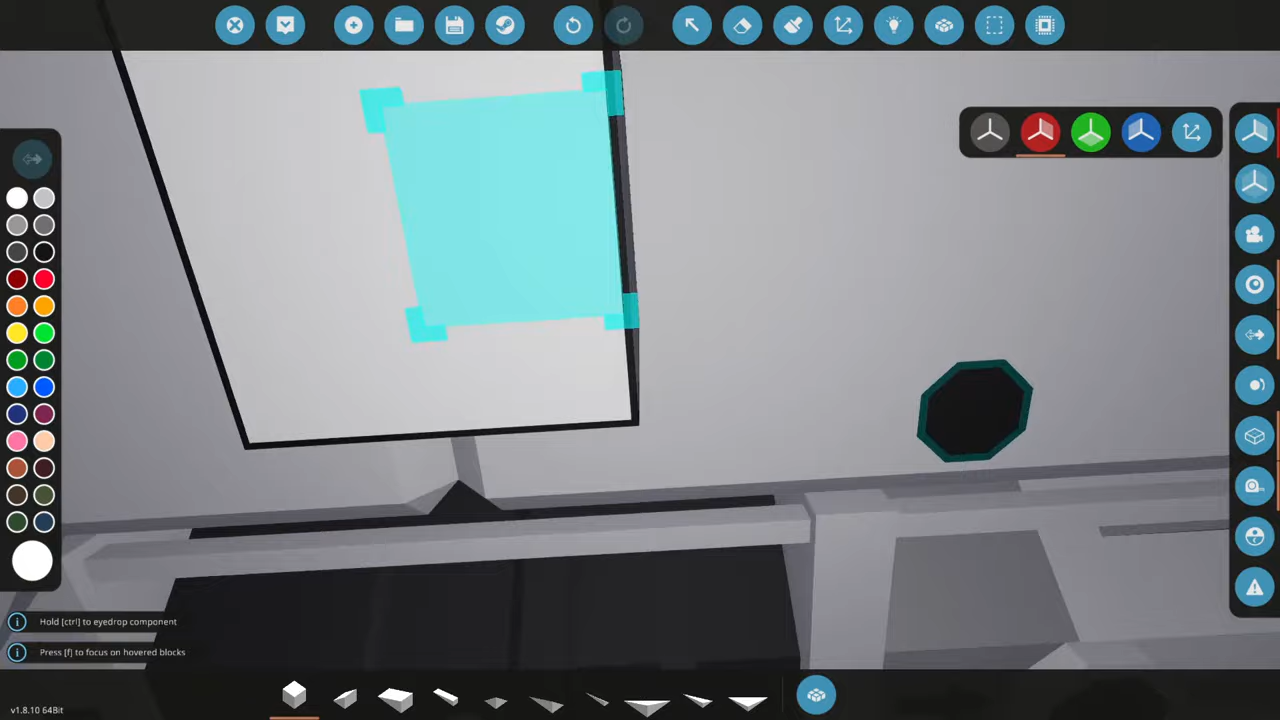 Hold [ctrl] to eyedrop component
Press [f] to focus on hovered blocks
v1.8.10 64Bit